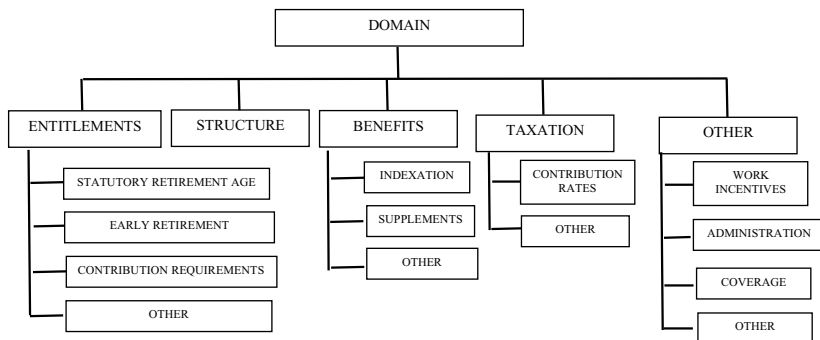 DOMAIN
ENTITLEMENTS
STRUCTURE
BENEFITS
TAXATION
OTHER
STATUTORY RETIREMENT AGE
EARLY RETIREMENT
CONTRIBUTION REQUIREMENTS
OTHER
INDEXATION
SUPPLEMENTS
OTHER
CONTRIBUTION
RATES
OTHER
WORK
INCENTIVES
ADMINISTRATION
COVERAGE
OTHER